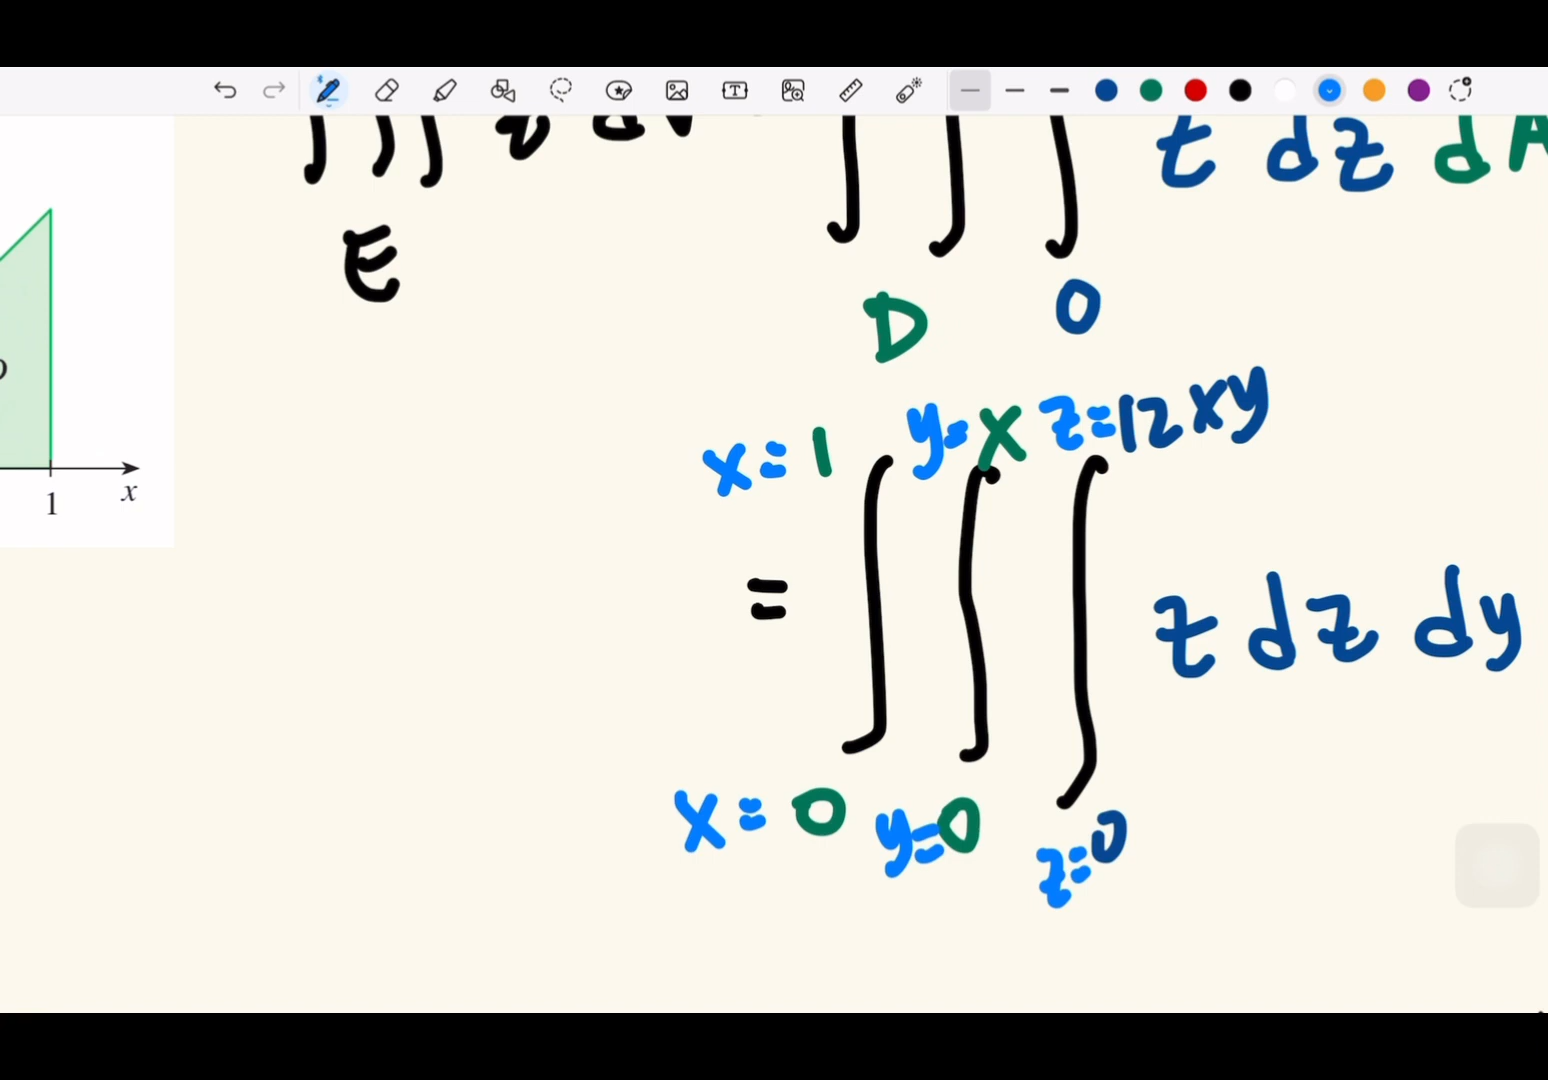 ∫∫∫ z dV ∫ ∫ ∫ z dz dA
E D 0
x=1 y=x z=12xy
= ∫ ∫ ∫ z dz dy
x=0 y=0 z=0
1 x